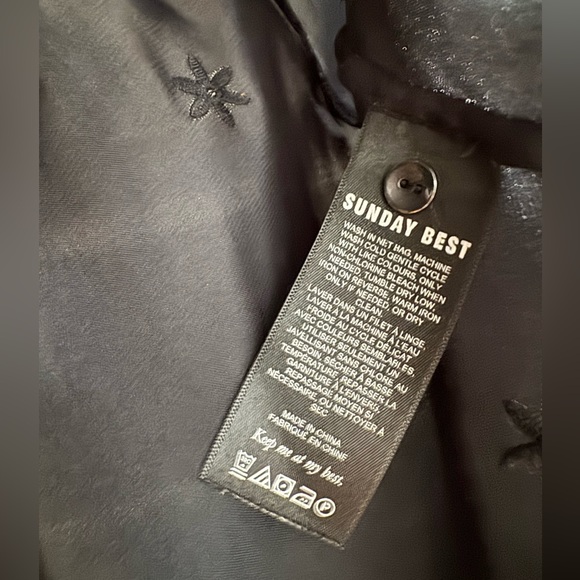 SUNDAY BEST
WASH IN NET BAG, MACHINE
WASH COLD GENTLE CYCLE
WITH LIKE COLOURS, ONLY
NON-CHLORINE BLEACH WHEN
NEEDED, TUMBLE DRY LOW,
IRON ON REVERSE, WARM IRON
ONLY IF NEEDED, OR DRY
CLEAN.
LAVER DANS UN FILET À LINGE
LAVER À LA MACHINE À L'EAU
FROIDE AU CYCLE DÉLICAT
AVEC COULEURS SEMBLABLES,
UTILISER SEULEMENT UN
JAVELLISANT SANS CHLORE AU
BESOIN, SÉCHER À BASSE
TEMPÉRATURE, REPASSER LA
GARNITURE À L'ENVERS,
REPASSAGE MOYEN SI
NÉCESSAIRE, OU NETTOYER À
SEC
MADE IN CHINA
FABRIQUÉ EN CHINE
Keep me at my best.
P